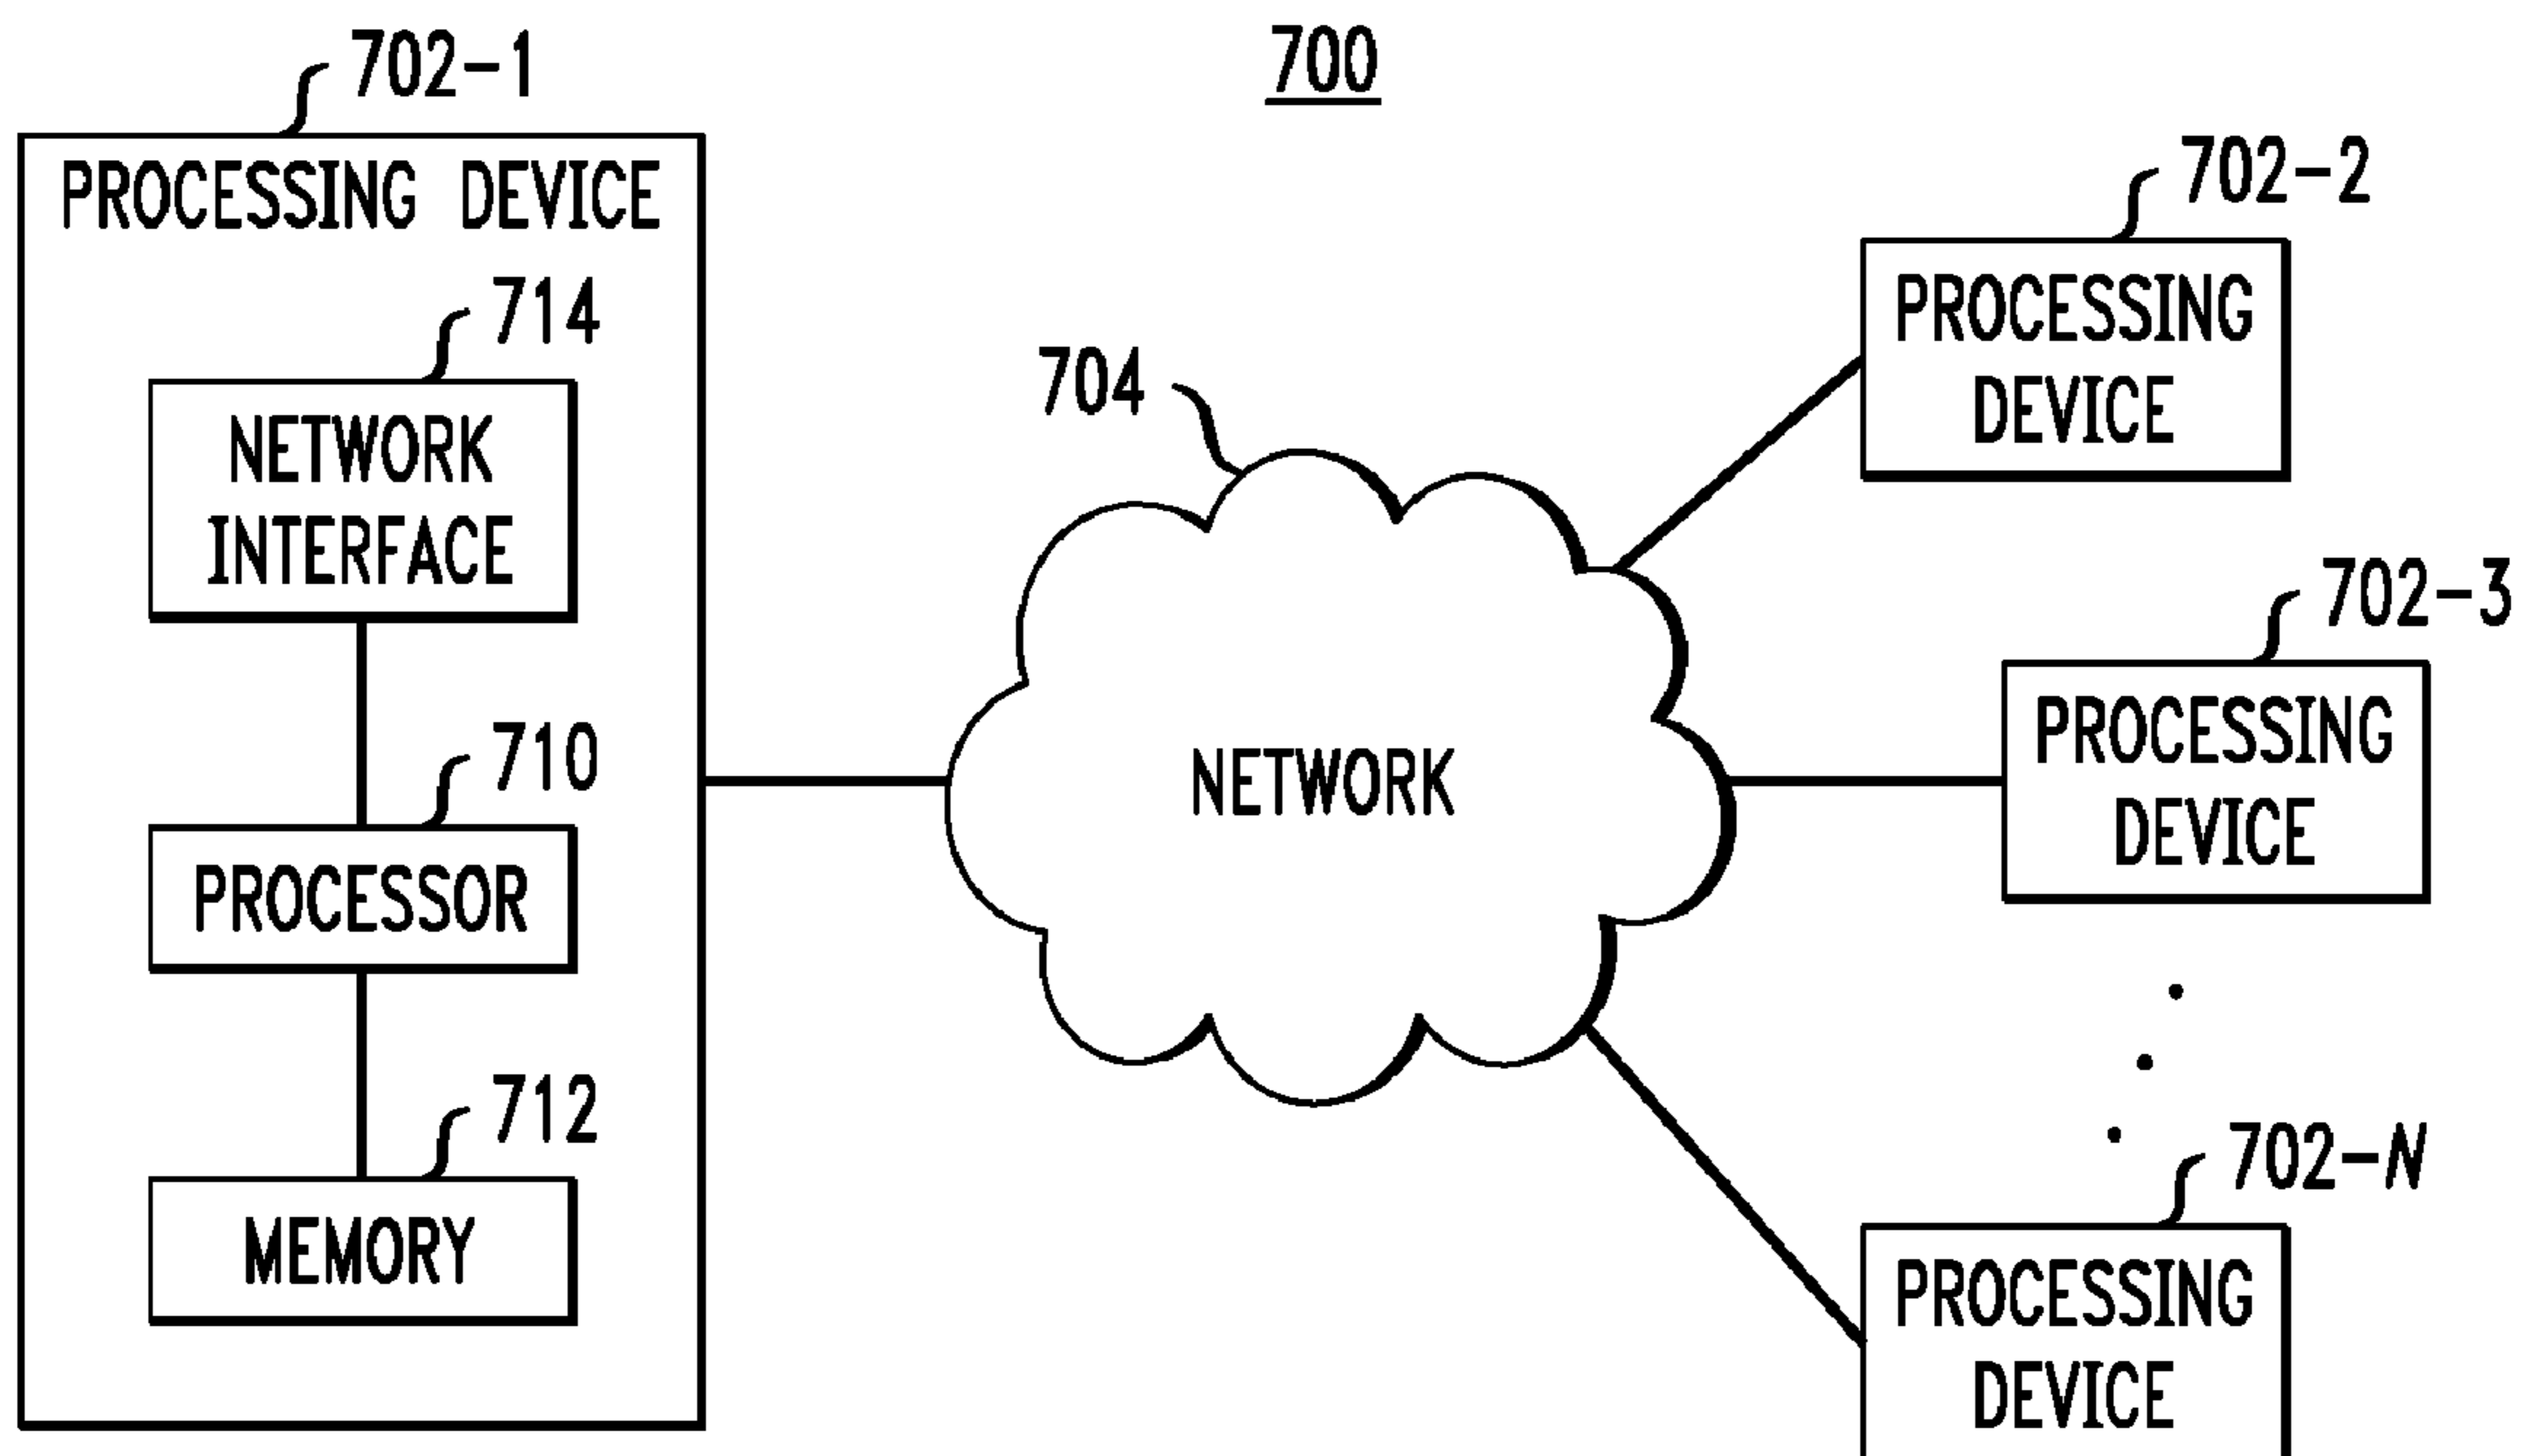 700
702-1
PROCESSING DEVICE
714
NETWORK
INTERFACE
710
PROCESSOR
712
MEMORY
704
NETWORK
702-2
PROCESSING
DEVICE
702-3
PROCESSING
DEVICE
702-N
PROCESSING
DEVICE